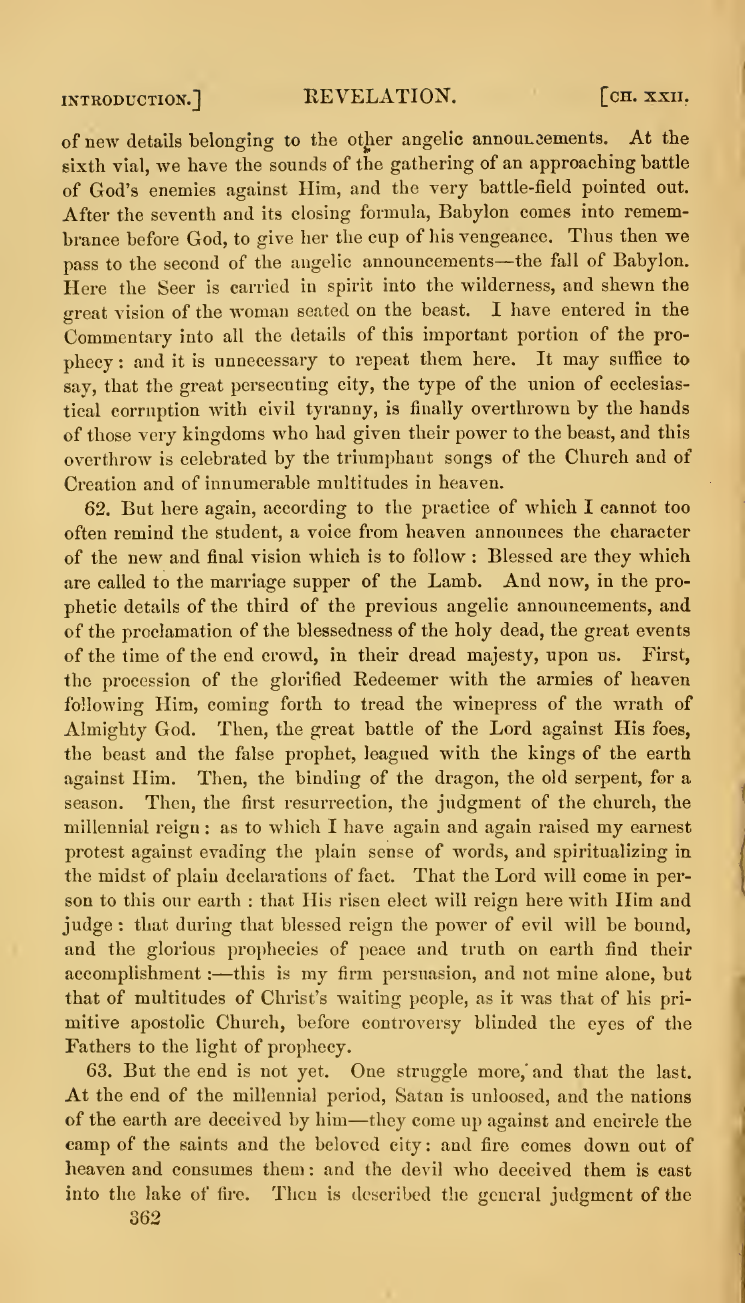 INTRODUCTION.] REVELATION. [CH. XXII.
of new details belonging to the other angelic announcements. At the
sixth vial, we have the sounds of the gathering of an approaching battle
of God's enemies against Him, and the very battle-field pointed out.
After the seventh and its closing formula, Babylon comes into remem-
brance before God, to give her the cup of his vengeance. Thus then we
pass to the second of the angelic announcements—the fall of Babylon.
Here the Seer is carried in spirit into the wilderness, and shewn the
great vision of the woman seated on the beast. I have entered in the
Commentary into all the details of this important portion of the pro-
phecy : and it is unnecessary to repeat them here. It may suffice to
say, that the great persecuting city, the type of the union of ecclesias-
tical corruption with civil tyranny, is finally overthrown by the hands
of those very kingdoms who had given their power to the beast, and this
overthrow is celebrated by the triumphant songs of the Church and of
Creation and of innumerable multitudes in heaven.
62. But here again, according to the practice of which I cannot too
often remind the student, a voice from heaven announces the character
of the new and final vision which is to follow : Blessed are they which
are called to the marriage supper of the Lamb. And now, in the pro-
phetic details of the third of the previous angelic announcements, and
of the proclamation of the blessedness of the holy dead, the great events
of the time of the end crowd, in their dread majesty, upon us. First,
the procession of the glorified Redeemer with the armies of heaven
following Him, coming forth to tread the winepress of the wrath of
Almighty God. Then, the great battle of the Lord against His foes,
the beast and the false prophet, leagued with the kings of the earth
against Him. Then, the binding of the dragon, the old serpent, for a
season. Then, the first resurrection, the judgment of the church, the
millennial reign : as to which I have again and again raised my earnest
protest against evading the plain sense of words, and spiritualizing in
the midst of plain declarations of fact. That the Lord will come in per-
son to this our earth : that His risen elect will reign here with Him and
judge : that during that blessed reign the power of evil will be bound,
and the glorious prophecies of peace and truth on earth find their
accomplishment :—this is my firm persuasion, and not mine alone, but
that of multitudes of Christ's waiting people, as it was that of his pri-
mitive apostolic Church, before controversy blinded the eyes of the
Fathers to the light of prophecy.
63. But the end is not yet. One struggle more, and that the last.
At the end of the millennial period, Satan is unloosed, and the nations
of the earth are deceived by him—they come up against and encircle the
camp of the saints and the beloved city : and fire comes down out of
heaven and consumes them : and the devil who deceived them is cast
into the lake of fire. Then is described the general judgment of the
362